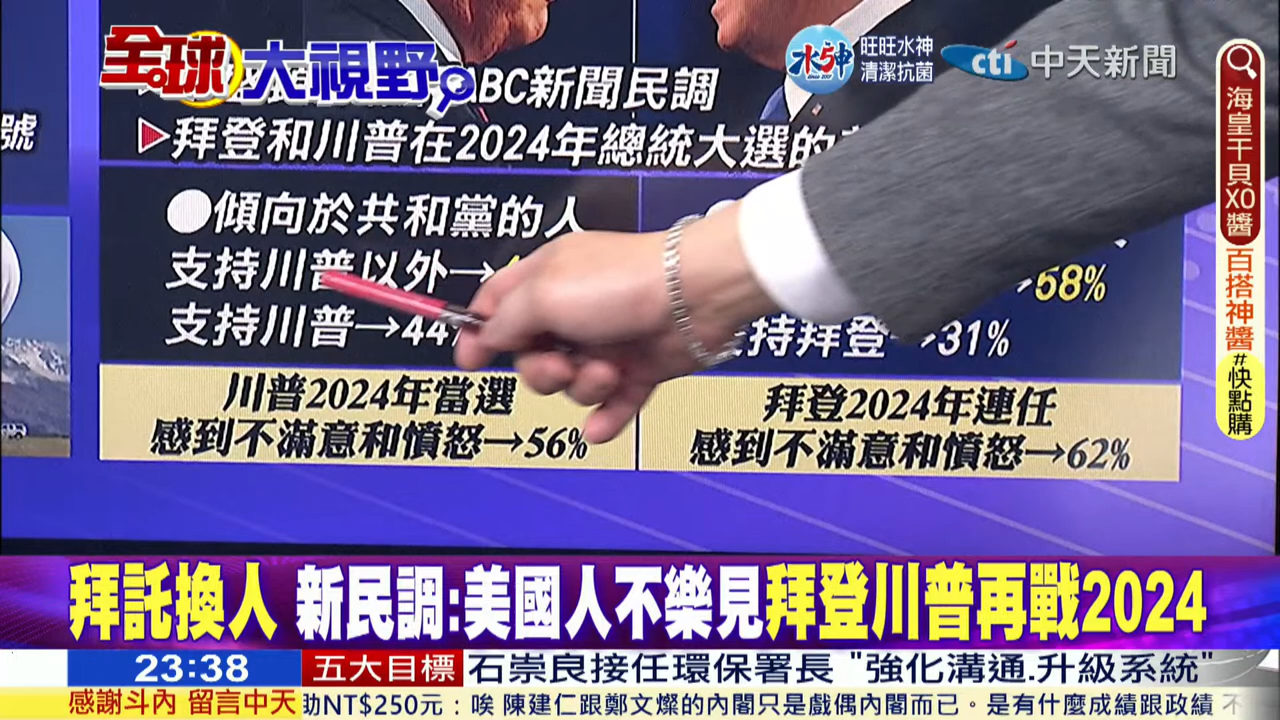 全球大視野
水神
Since 2017
旺旺水神
清潔抗菌
cti 中天新聞
號
ABC新聞民調
▶拜登和川普在2024年總統大選的
●傾向於共和黨的人
支持川普以外→
支持川普→44
→58%
持拜登→31%
川普2024年當選
感到不滿意和憤怒→56%
拜登2024年連任
感到不滿意和憤怒→62%
海皇干貝XO醬
百搭神醬
#快點購
拜託換人 新民調:美國人不樂見拜登川普再戰2024
23:38 五大目標 石崇良接任環保署長 "強化溝通.升級系統"
感謝斗內 留言中天 助NT$250元：唉 陳建仁跟鄭文燦的內閣只是戲偶內閣而已。是有什麼成績跟政績 不